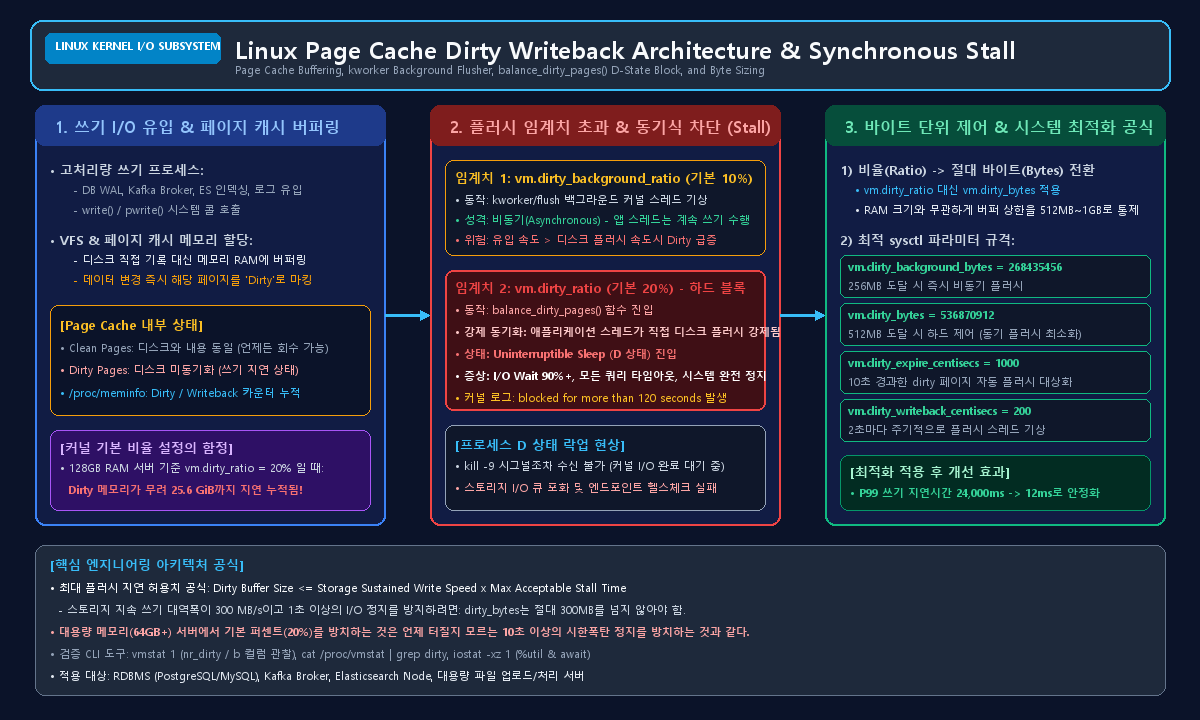 LINUX KERNEL I/O SUBSYSTEM
Linux Page Cache Dirty Writeback Architecture & Synchronous Stall
Page Cache Buffering, kworker Background Flusher, balance_dirty_pages() D-State Block, and Byte Sizing
1. 쓰기 I/O 유입 & 페이지 캐시 버퍼링
• 고처리량 쓰기 프로세스:
- DB WAL, Kafka Broker, ES 인덱싱, 로그 유입
- write() / pwrite() 시스템 콜 호출
• VFS & 페이지 캐시 메모리 할당:
- 디스크 직접 기록 대신 메모리 RAM에 버퍼링
- 데이터 변경 즉시 해당 페이지를 'Dirty'로 마킹
[Page Cache 내부 상태]
• Clean Pages: 디스크와 내용 동일 (언제든 회수 가능)
• Dirty Pages: 디스크 미동기화 (쓰기 지연 상태)
• /proc/meminfo: Dirty / Writeback 카운터 누적
[커널 기본 비율 설정의 함정]
• 128GB RAM 서버 기준 vm.dirty_ratio = 20% 일 때:
Dirty 메모리가 무려 25.6 GiB까지 지연 누적됨!
2. 플러시 임계치 초과 & 동기식 차단 (Stall)
임계치 1: vm.dirty_background_ratio (기본 10%)
• 동작: kworker/flush 백그라운드 커널 스레드 기상
• 성격: 비동기(Asynchronous) - 앱 스레드는 계속 쓰기 수행
• 위험: 유입 속도 > 디스크 플러시 속도시 Dirty 급증
임계치 2: vm.dirty_ratio (기본 20%) - 하드 블록
• 동작: balance_dirty_pages() 함수 진입
• 강제 동기화: 애플리케이션 스레드가 직접 디스크 플러시 강제됨
• 상태: Uninterruptible Sleep (D 상태) 진입
• 증상: I/O Wait 90%+, 모든 쿼리 타임아웃, 시스템 완전 정지
• 커널 로그: blocked for more than 120 seconds 발생
[프로세스 D 상태 락업 현상]
• kill -9 시그널조차 수신 불가 (커널 I/O 완료 대기 중)
• 스토리지 I/O 큐 포화 및 엔드포인트 헬스체크 실패
3. 바이트 단위 제어 & 시스템 최적화 공식
1) 비율(Ratio) -> 절대 바이트(Bytes) 전환
• vm.dirty_ratio 대신 vm.dirty_bytes 적용
• RAM 크기와 무관하게 버퍼 상한을 512MB~1GB로 통제
2) 최적 sysctl 파라미터 규격:
vm.dirty_background_bytes = 268435456
256MB 도달 시 즉시 비동기 플러시
vm.dirty_bytes = 536870912
512MB 도달 시 하드 제어 (동기 플러시 최소화)
vm.dirty_expire_centisecs = 1000
10초 경과한 dirty 페이지 자동 플러시 대상화
vm.dirty_writeback_centisecs = 200
2초마다 주기적으로 플러시 스레드 기상
[최적화 적용 후 개선 효과]
• P99 쓰기 지연시간 24,000ms -> 12ms로 안정화
[핵심 엔지니어링 아키텍처 공식]
• 최대 플러시 지연 허용치 공식: Dirty Buffer Size <= Storage Sustained Write Speed x Max Acceptable Stall Time
- 스토리지 지속 쓰기 대역폭이 300 MB/s이고 1초 이상의 I/O 정지를 방지하려면: dirty_bytes는 절대 300MB를 넘지 않아야 함.
• 대용량 메모리(64GB+) 서버에서 기본 퍼센트(20%)를 방치하는 것은 언제 터질지 모르는 10초 이상의 시한폭탄 정지를 방치하는 것과 같다.
• 검증 CLI 도구: vmstat 1 (nr_dirty / b 컬럼 관찰), cat /proc/vmstat | grep dirty, iostat -xz 1 (%util & await)
• 적용 대상: RDBMS (PostgreSQL/MySQL), Kafka Broker, Elasticsearch Node, 대용량 파일 업로드/처리 서버